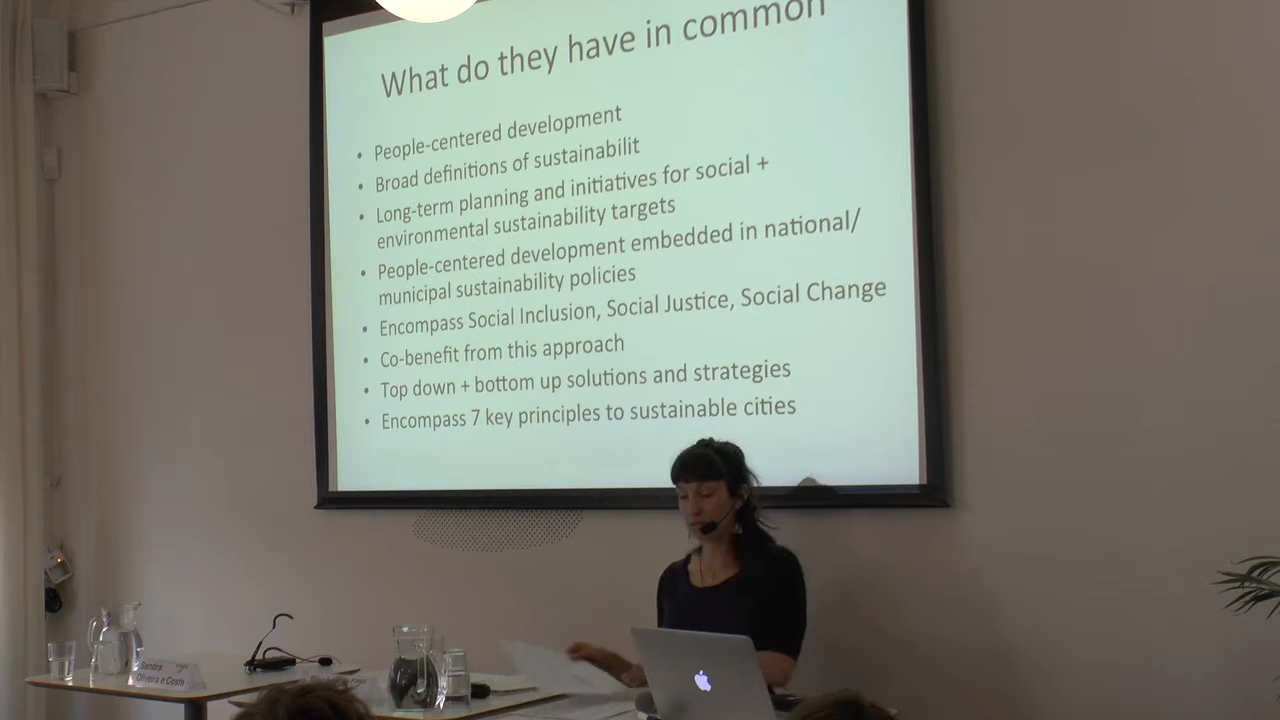 What do they have in common
• People-centered development
• Broad definitions of sustainabilit
• Long-term planning and initiatives for social +
environmental sustainability targets
• People-centered development embedded in national/
municipal sustainability policies
• Encompass Social Inclusion, Social Justice, Social Change
• Co-benefit from this approach
• Top down + bottom up solutions and strategies
• Encompass 7 key principles to sustainable cities
Sandra
Oliveira e Costa